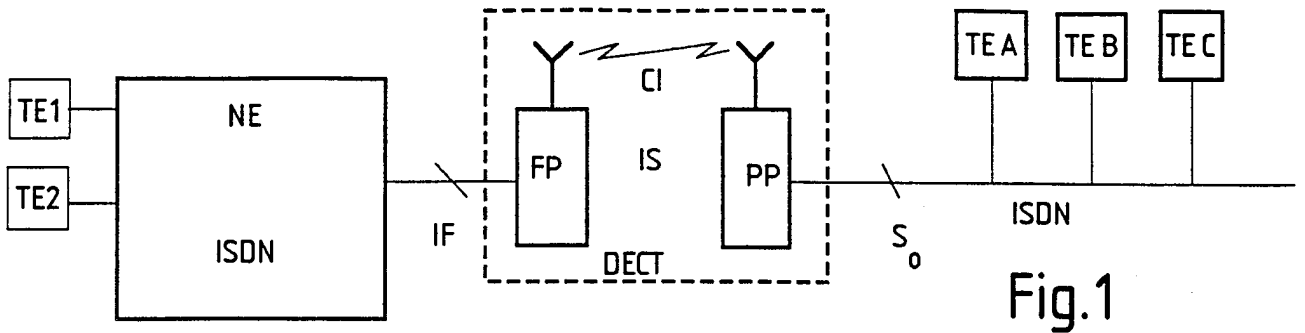 TE1
TE2
NE
ISDN
IF
FP
CI
IS
PP
DECT
S₀
TE A
TE B
TE C
ISDN
Fig.1